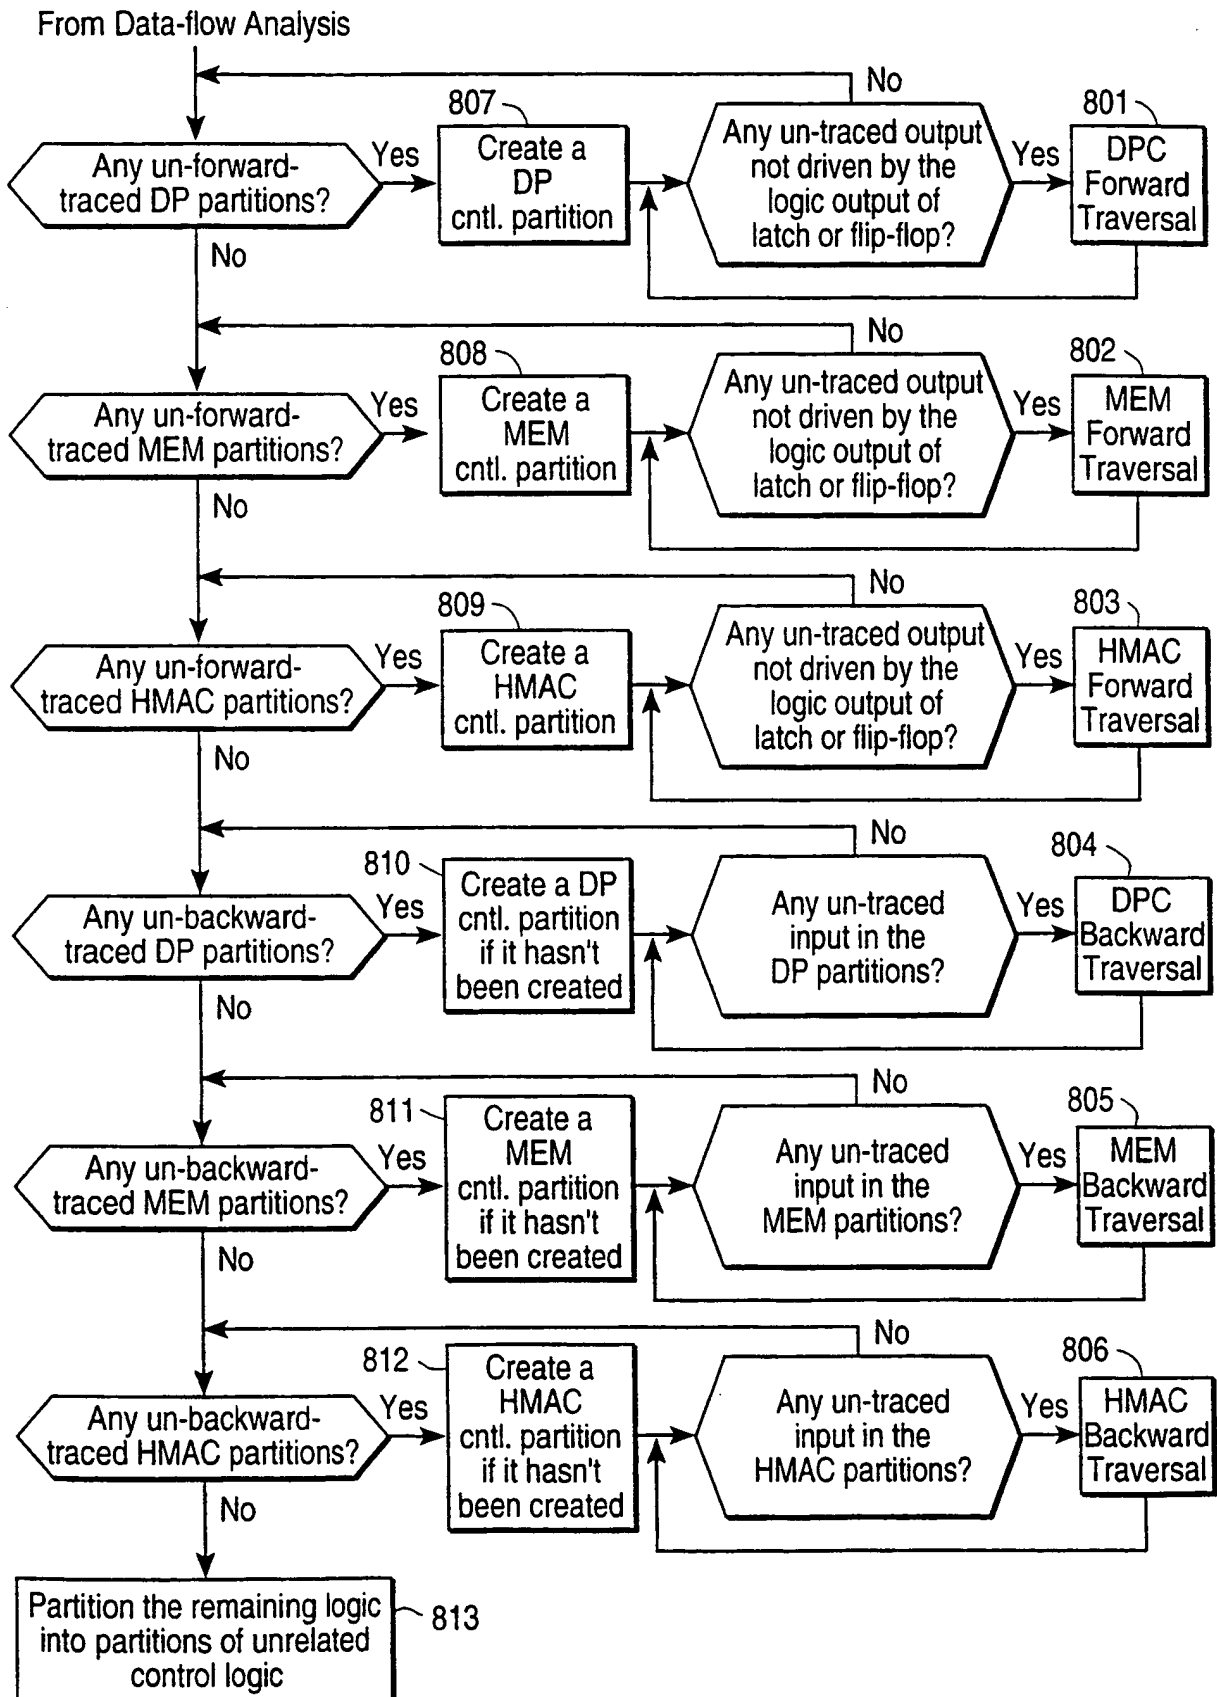 From Data-flow Analysis
No
807
801
Any un-forward-
traced DP partitions?
Yes
Create a
DP
cntl. partition
Any un-traced output
not driven by the
logic output of
latch or flip-flop?
Yes
DPC
Forward
Traversal
No
No
808
802
Any un-forward-
traced MEM partitions?
Yes
Create a
MEM
cntl. partition
Any un-traced output
not driven by the
logic output of
latch or flip-flop?
Yes
MEM
Forward
Traversal
No
No
809
803
Any un-forward-
traced HMAC partitions?
Yes
Create a
HMAC
cntl. partition
Any un-traced output
not driven by the
logic output of
latch or flip-flop?
Yes
HMAC
Forward
Traversal
No
No
810
804
Any un-backward-
traced DP partitions?
Yes
Create a DP
cntl. partition
if it hasn't
been created
Any un-traced
input in the
DP partitions?
Yes
DPC
Backward
Traversal
No
No
811
805
Any un-backward-
traced MEM partitions?
Yes
Create a
MEM
cntl. partition
if it hasn't
been created
Any un-traced
input in the
MEM partitions?
Yes
MEM
Backward
Traversal
No
No
812
806
Any un-backward-
traced HMAC partitions?
Yes
Create a
HMAC
cntl. partition
if it hasn't
been created
Any un-traced
input in the
HMAC partitions?
Yes
HMAC
Backward
Traversal
No
Partition the remaining logic
into partitions of unrelated
control logic
813